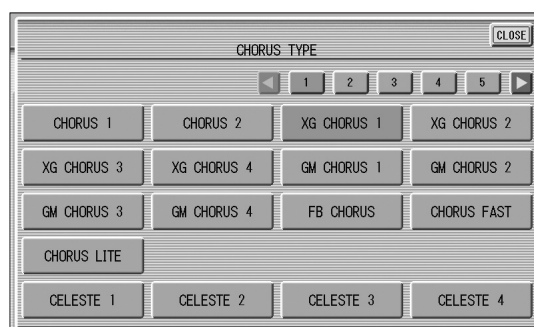 CLOSE
CHORUS TYPE
1 2 3 4 5
CHORUS 1 CHORUS 2 XG CHORUS 1 XG CHORUS 2
XG CHORUS 3 XG CHORUS 4 GM CHORUS 1 GM CHORUS 2
GM CHORUS 3 GM CHORUS 4 FB CHORUS CHORUS FAST
CHORUS LITE
CELESTE 1 CELESTE 2 CELESTE 3 CELESTE 4